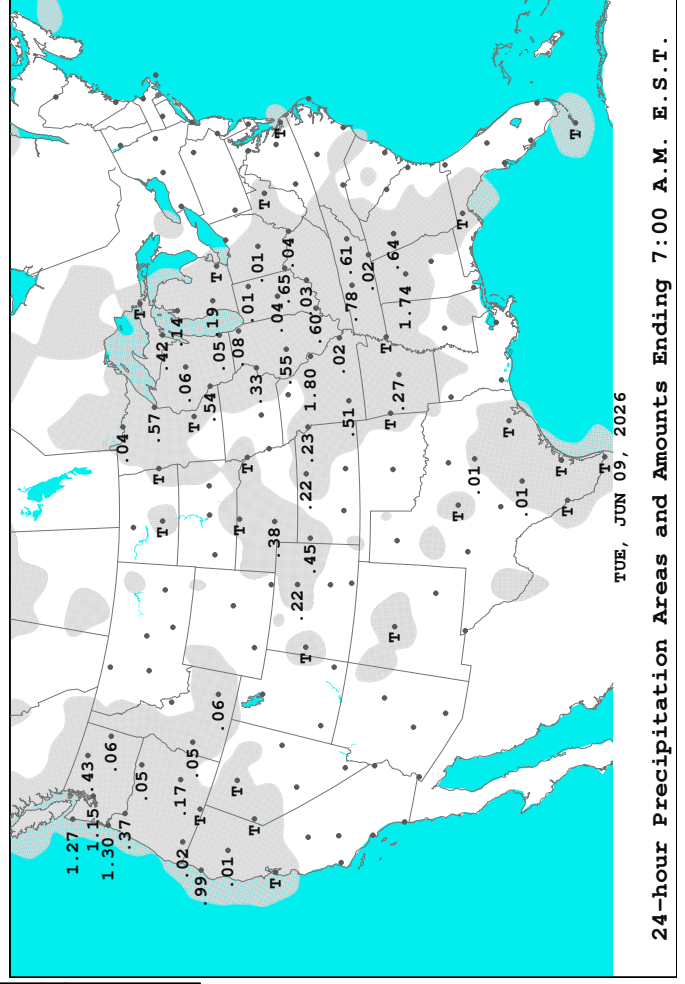 1.27
1.15 .43
1.30 .06
.37 .04
.05 T
.57 T T .42
.14
.17 .02 .06
T .05
.99 T
.54 .19 T
.06 .05
.01
T .08
T T .01
T .33 .01
T
T .38 .04 T
.65 .55 .04
.22
T .22 .23 .03
.45 1.80 .60
.02
.51 .78 .61
.02
T T
T .27 1.74 .64
T T
.01
T
.01
T
T T
T
TUE, JUN 09, 2026
24-hour Precipitation Areas and Amounts Ending 7:00 A.M. E.S.T.